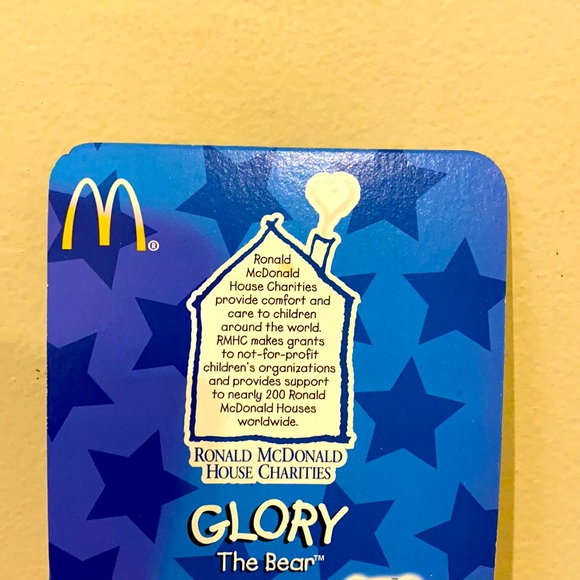 M®
Ronald
McDonald
House Charities
provide comfort and
care to children
around the world.
RMHC makes grants
to not-for-profit
children's organizations
and provides support
to nearly 200 Ronald
McDonald Houses
worldwide.
RONALD MCDONALD
HOUSE CHARITIES
GLORY
The Bear™